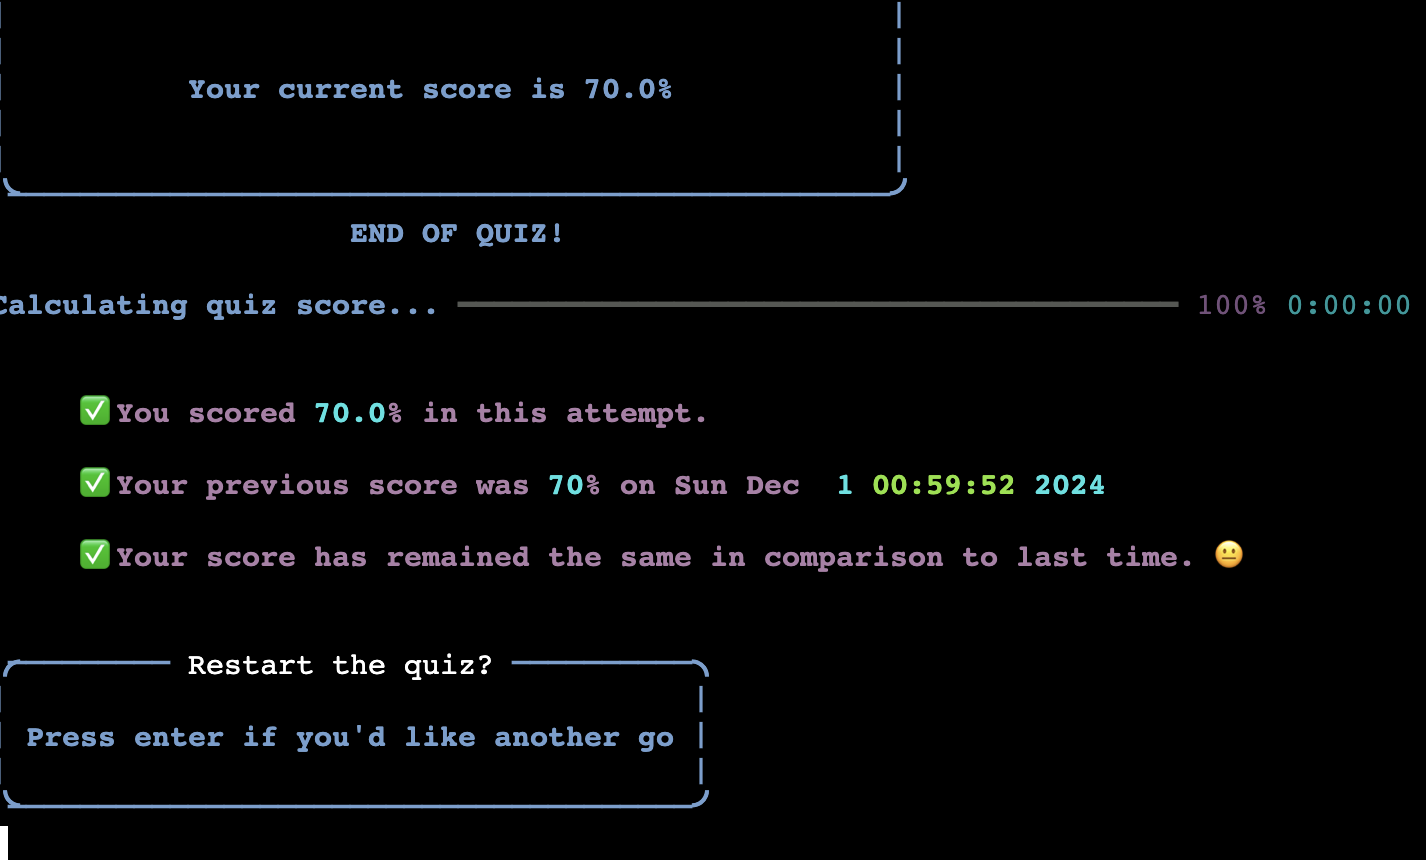 Your current score is 70.0%
END OF QUIZ!
Calculating quiz score... 100% 0:00:00
✅ You scored 70.0% in this attempt.
✅ Your previous score was 70% on Sun Dec  1 00:59:52 2024
✅ Your score has remained the same in comparison to last time. 😐
Restart the quiz?
Press enter if you'd like another go